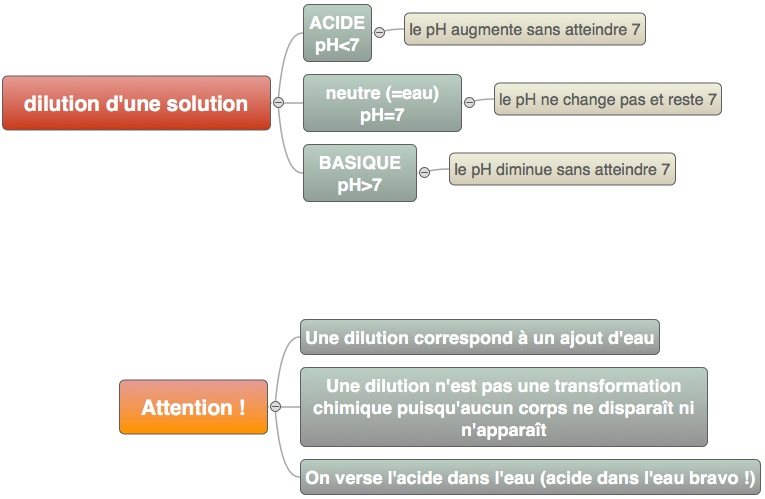 ACIDE
pH<7
le pH augmente sans atteindre 7
dilution d'une solution
neutre (=eau)
pH=7
le pH ne change pas et reste 7
BASIQUE
pH>7
le pH diminue sans atteindre 7
Une dilution correspond à un ajout d'eau
Attention !
Une dilution n'est pas une transformation
chimique puisqu'aucun corps ne disparaît ni
n'apparaît
On verse l'acide dans l'eau (acide dans l'eau bravo !)